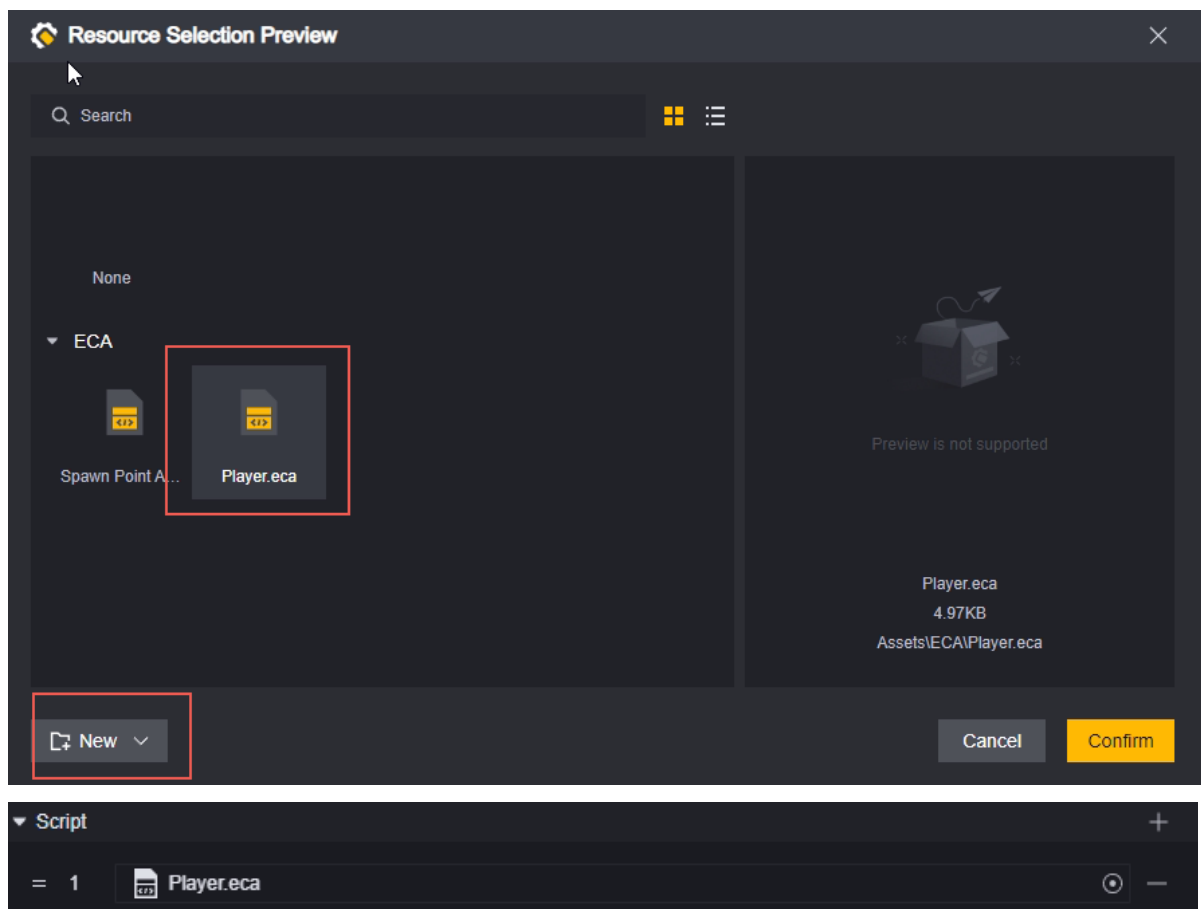 Resource Selection Preview
Search
None
ECA
Spawn Point A...
Player.eca
Preview is not supported
Player.eca
4.97KB
Assets\ECA\Player.eca
New
Cancel
Confirm
Script
= 1 Player.eca